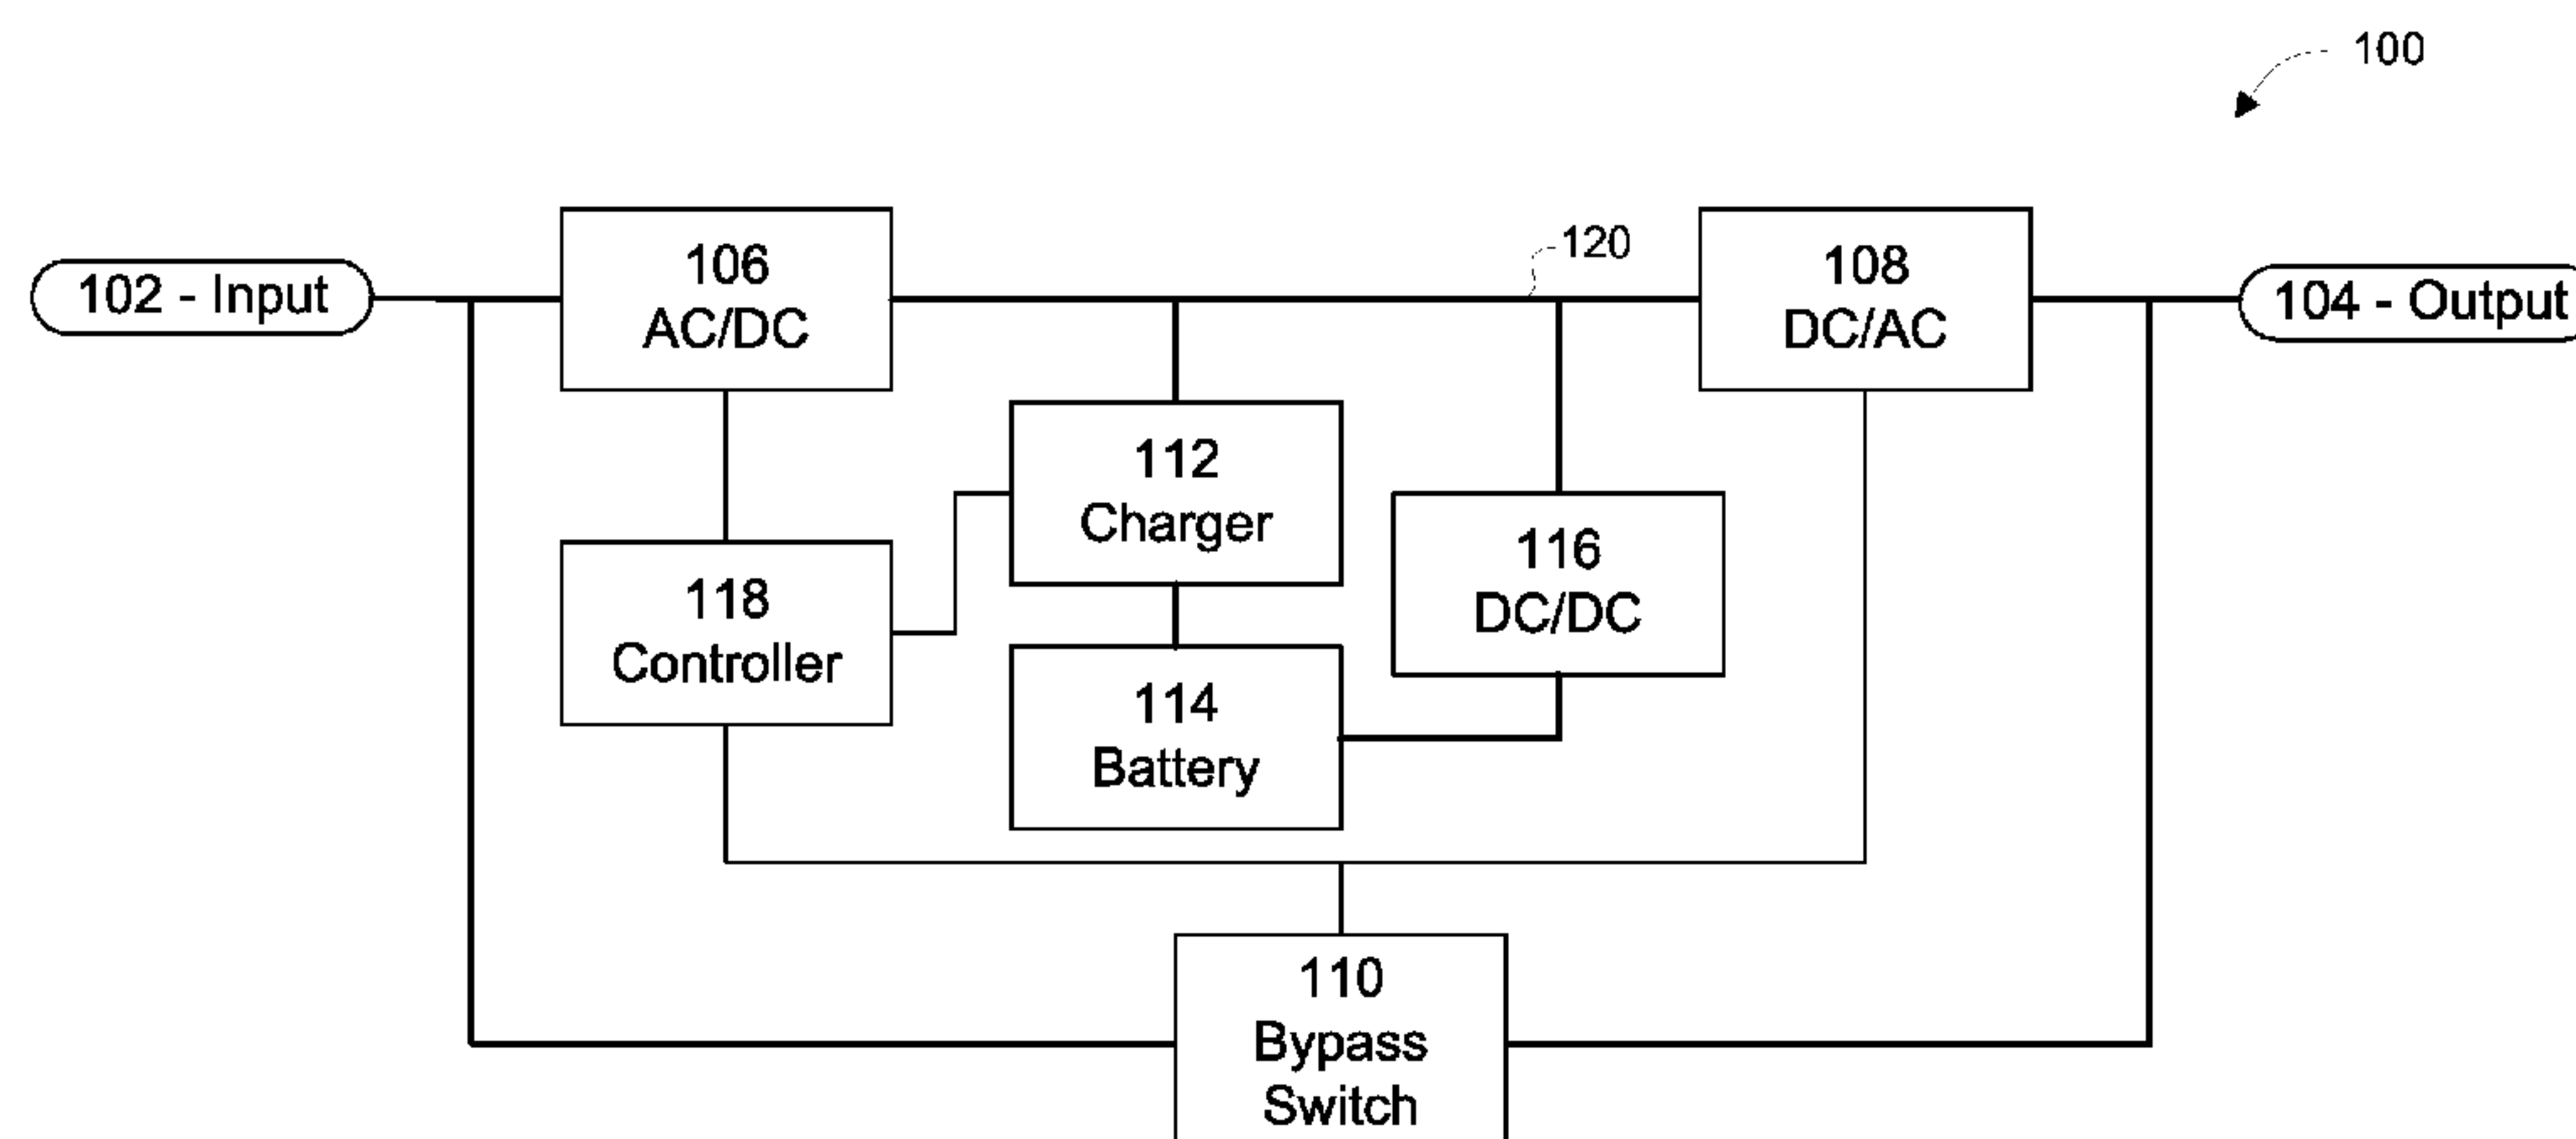 100
120
102 - Input
106
AC/DC
108
DC/AC
104 - Output
112
Charger
116
DC/DC
118
Controller
114
Battery
110
Bypass
Switch